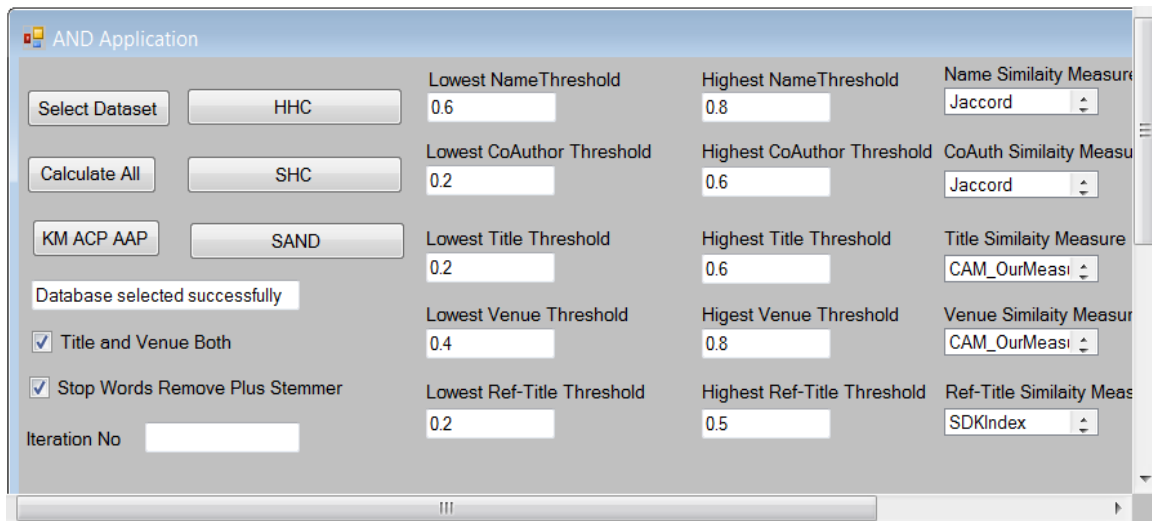 AND Application
Select Dataset
HHC
Calculate All
SHC
KM ACP AAP
SAND
Database selected successfully
Title and Venue Both
Stop Words Remove Plus Stemmer
Iteration No
Lowest NameThreshold
0.6
Lowest CoAuthor Threshold
0.2
Lowest Title Threshold
0.2
Lowest Venue Threshold
0.4
Lowest Ref-Title Threshold
0.2
Highest NameThreshold
0.8
Highest CoAuthor Threshold
0.6
Highest Title Threshold
0.6
Higest Venue Threshold
0.8
Highest Ref-Title Threshold
0.5
Name Similaity Measure
Jaccord
CoAuth Similaity Measu
Jaccord
Title Similaity Measure
CAM_OurMeasu
Venue Similaity Measur
CAM_OurMeasu
Ref-Title Similaity Meas
SDKIndex